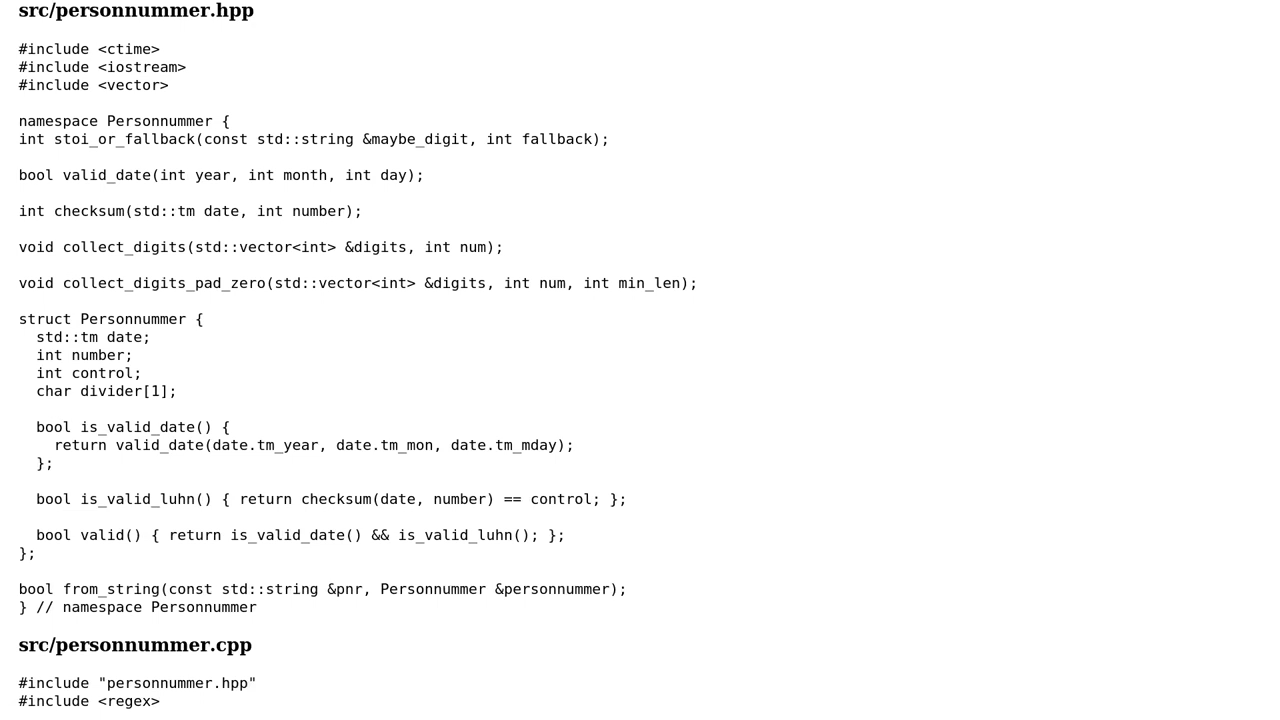 src/personnummer.hpp
#include <ctime>
#include <iostream>
#include <vector>
namespace Personnummer {
int stoi_or_fallback(const std::string &maybe_digit, int fallback);
bool valid_date(int year, int month, int day);
int checksum(std::tm date, int number);
void collect_digits(std::vector<int> &digits, int num);
void collect_digits_pad_zero(std::vector<int> &digits, int num, int min_len);
struct Personnummer {
  std::tm date;
  int number;
  int control;
  char divider[1];
  bool is_valid_date() {
    return valid_date(date.tm_year, date.tm_mon, date.tm_mday);
  };
  bool is_valid_luhn() { return checksum(date, number) == control; };
  bool valid() { return is_valid_date() && is_valid_luhn(); };
};
bool from_string(const std::string &pnr, Personnummer &personnummer);
} // namespace Personnummer
src/personnummer.cpp
#include "personnummer.hpp"
#include <regex>